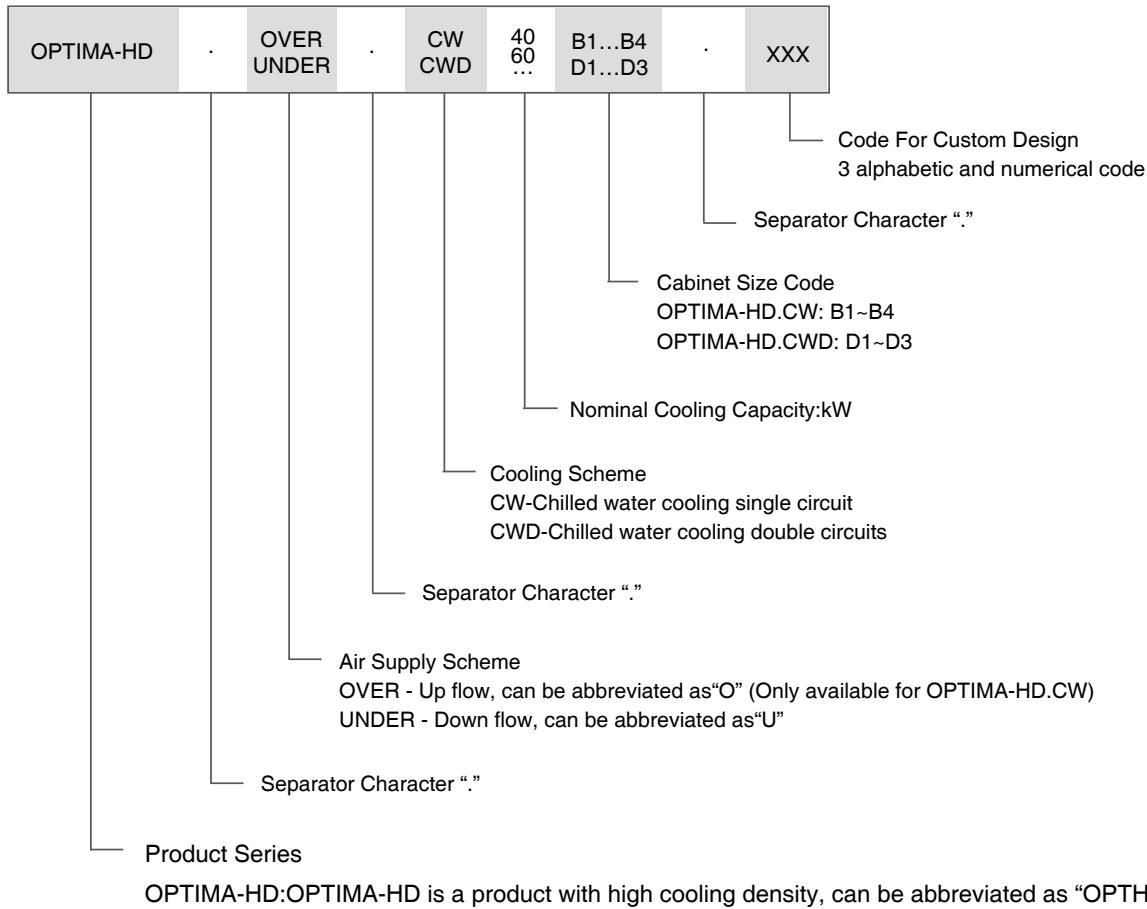 OPTIMA-HD . OVER . CW 40 B1…B4 . XXX
UNDER CWD 60 D1…D3
…
Code For Custom Design
3 alphabetic and numerical code
Separator Character “.”
Cabinet Size Code
OPTIMA-HD.CW: B1~B4
OPTIMA-HD.CWD: D1~D3
Nominal Cooling Capacity:kW
Cooling Scheme
CW-Chilled water cooling single circuit
CWD-Chilled water cooling double circuits
Separator Character “.”
Air Supply Scheme
OVER - Up flow, can be abbreviated as“O” (Only available for OPTIMA-HD.CW)
UNDER - Down flow, can be abbreviated as“U”
Separator Character “.”
Product Series
OPTIMA-HD:OPTIMA-HD is a product with high cooling density, can be abbreviated as “OPTH